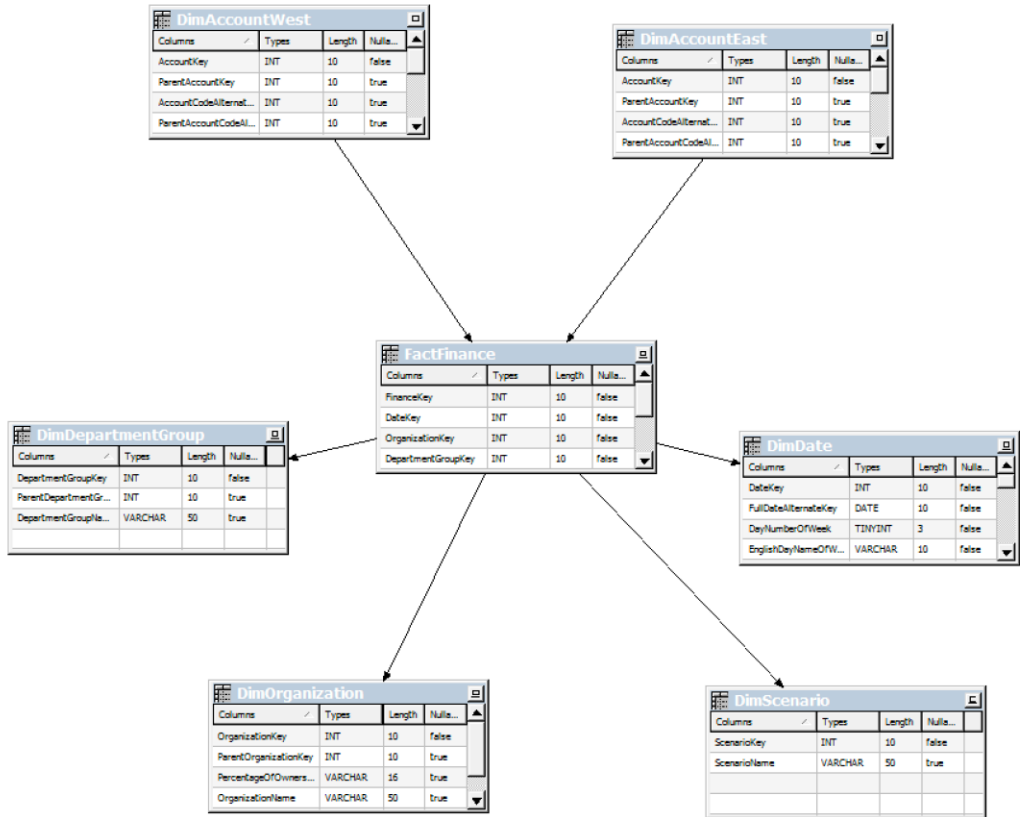 DimAccountWest
Columns Types Length Nulla...
AccountKey INT 10 false
ParentAccountKey INT 10 true
AccountCodeAlternat... INT 10 true
ParentAccountCodeAl... INT 10 true
DimAccountEast
Columns Types Length Nulla...
AccountKey INT 10 false
ParentAccountKey INT 10 true
AccountCodeAlternat... INT 10 true
ParentAccountCodeAl... INT 10 true
FactFinance
Columns Types Length Nulla...
FinanceKey INT 10 false
DateKey INT 10 false
OrganizationKey INT 10 false
DepartmentGroupKey INT 10 false
DimDepartmentGroup
Columns Types Length Nulla...
DepartmentGroupKey INT 10 false
ParentDepartmentGr... INT 10 true
DepartmentGroupNa... VARCHAR 50 true
DimDate
Columns Types Length Nulla...
DateKey INT 10 false
FullDateAlternateKey DATE 10 false
DayNumberOfWeek TINYINT 3 false
EnglishDayNameOfW... VARCHAR 10 false
DimOrganization
Columns Types Length Nulla...
OrganizationKey INT 10 false
ParentOrganizationKey INT 10 true
PercentageOfOwners... VARCHAR 16 true
OrganizationName VARCHAR 50 true
DimScenario
Columns Types Length Nulla...
ScenarioKey INT 10 false
ScenarioName VARCHAR 50 true